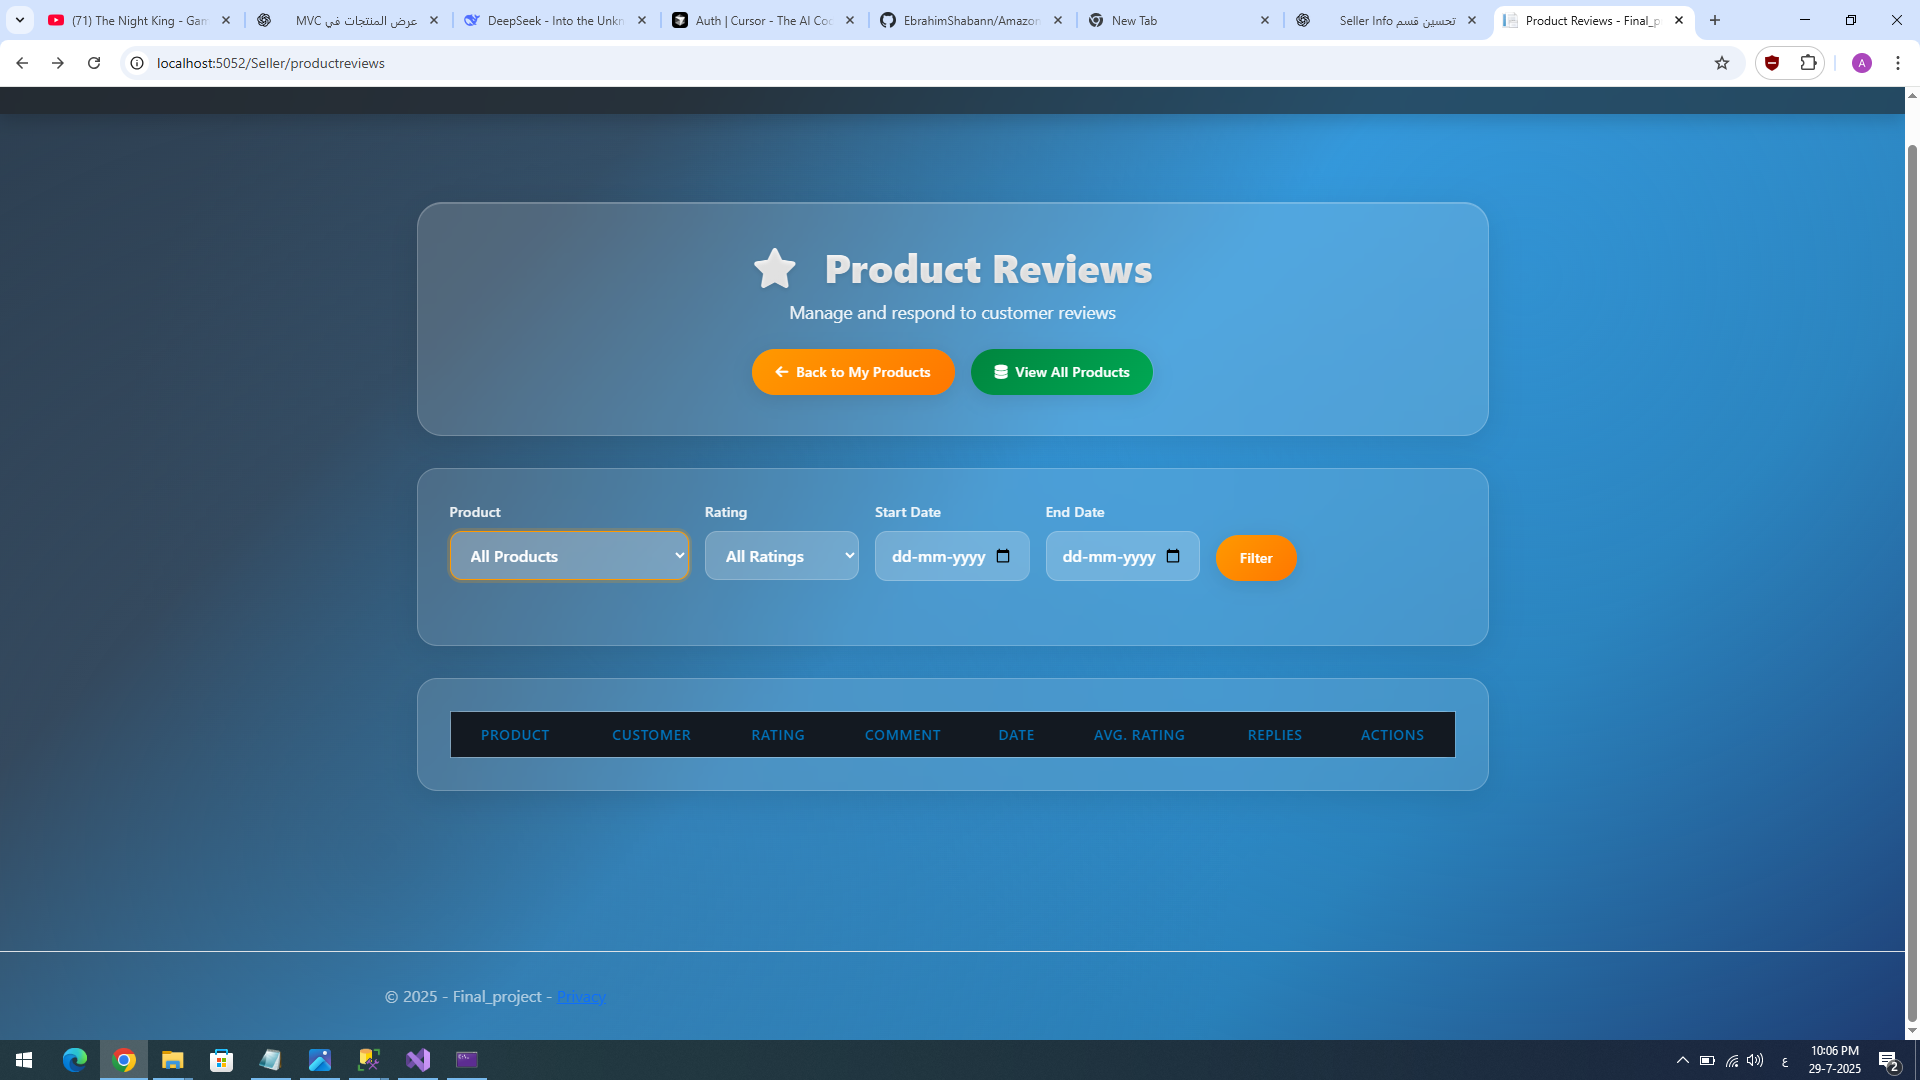 (71) The Night King - Gam
عرض المنتجات في MVC
DeepSeek - Into the Unkn
Auth | Cursor - The AI Cod
EbrahimShabann/Amazon
New Tab
تحسين قسم Seller Info
Product Reviews - Final_p
localhost:5052/Seller/productreviews
A
Product Reviews
Manage and respond to customer reviews
Back to My Products
View All Products
Product
Rating
Start Date
End Date
All Products
All Ratings
dd-mm-yyyy
dd-mm-yyyy
Filter
PRODUCT CUSTOMER RATING COMMENT DATE AVG. RATING REPLIES ACTIONS
© 2025 - Final_project - Privacy
ع
10:06 PM
29-7-2025
2